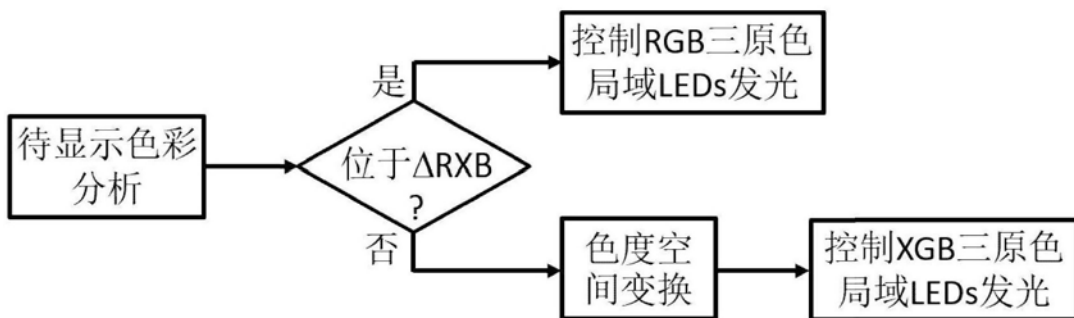 待显示色彩
分析
位于ΔRXB
?
是
控制RGB三原色
局域LEDs发光
否
色度空
间变换
控制XGB三原色
局域LEDs发光